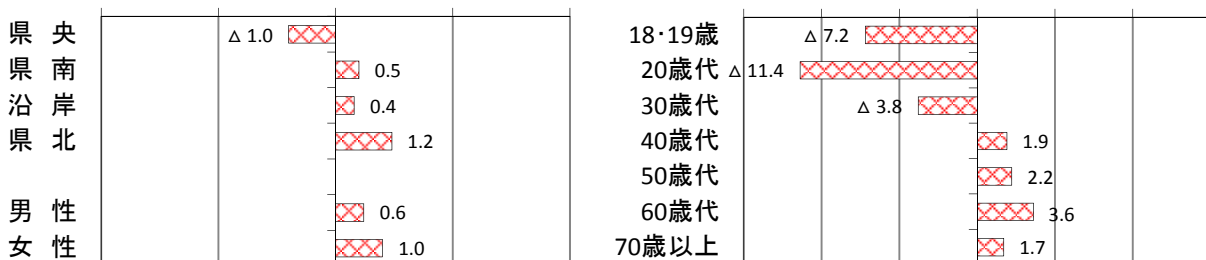 県央 △ 1.0
県南 0.5
沿岸 0.4
県北 1.2
男性 0.6
女性 1.0
18･19歳 △ 7.2
20歳代 △ 11.4
30歳代 △ 3.8
40歳代 1.9
50歳代 2.2
60歳代 3.6
70歳以上 1.7